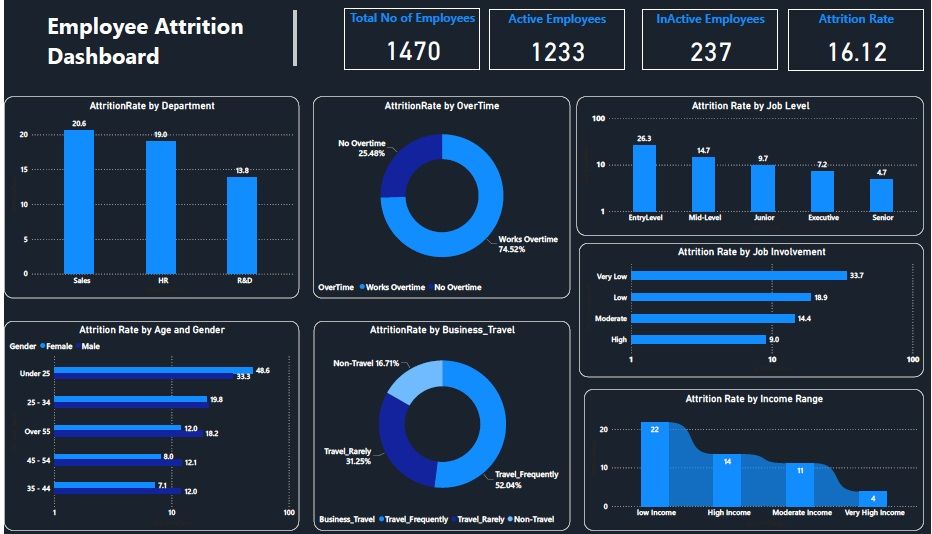 Employee Attrition
Dashboard
Total No of Employees
1470
Active Employees
1233
InActive Employees
237
Attrition Rate
16.12
AttritionRate by Department
20
15
10
5
0
20.6
19.0
13.8
Sales
HR
R&D
AttritionRate by OverTime
No Overtime
25.48%
Works Overtime
74.52%
OverTime Works Overtime No Overtime
Attrition Rate by Job Level
100
10
1
26.3
14.7
9.7
7.2
4.7
EntryLevel
Mid-Level
Junior
Executive
Senior
Attrition Rate by Job Involvement
Very Low
33.7
Low
18.9
Moderate
14.4
High
9.0
1
10
100
Attrition Rate by Age and Gender
Gender Female Male
Under 25
48.6
33.3
25 - 34
19.8
Over 55
12.0
18.2
45 - 54
8.0
12.1
35 - 44
7.1
12.0
1
10
100
AttritionRate by Business_Travel
Non-Travel 16.71%
Travel_Rarely
31.25%
Travel_Frequently
52.04%
Business_Travel Travel_Frequently Travel_Rarely Non-Travel
Attrition Rate by Income Range
20
10
0
22
14
11
4
low Income
High Income
Moderate Income
Very High Income